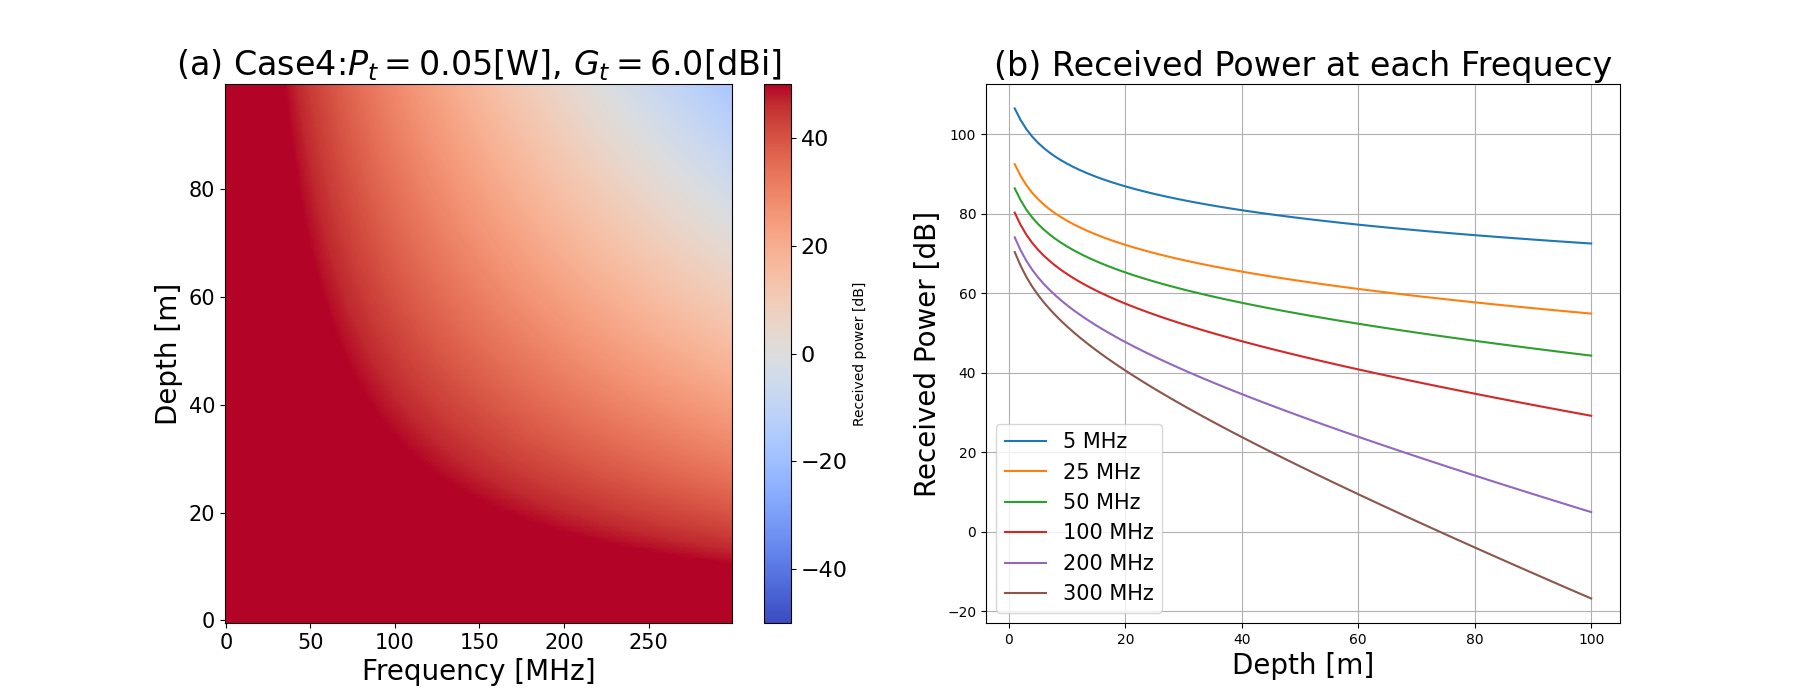 (a) Case4:P_t = 0.05[W], G_t = 6.0[dBi]
80
60
40
20
0
Depth [m]
0 50 100 150 200 250
Frequency [MHz]
40
20
0
−20
−40
Received power [dB]
(b) Received Power at each Frequecy
100
80
60
40
20
0
−20
Received Power [dB]
5 MHz
25 MHz
50 MHz
100 MHz
200 MHz
300 MHz
0 20 40 60 80 100
Depth [m]